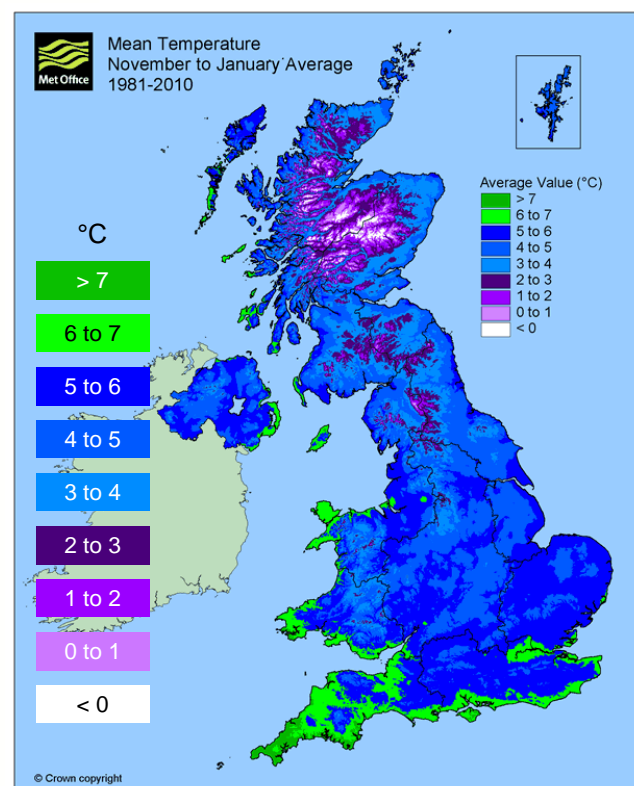 Met Office
Mean Temperature
November to January Average
1981-2010
Average Value (°C)
> 7
6 to 7
5 to 6
4 to 5
3 to 4
2 to 3
1 to 2
0 to 1
< 0
°C
> 7
6 to 7
5 to 6
4 to 5
3 to 4
2 to 3
1 to 2
0 to 1
< 0
© Crown copyright